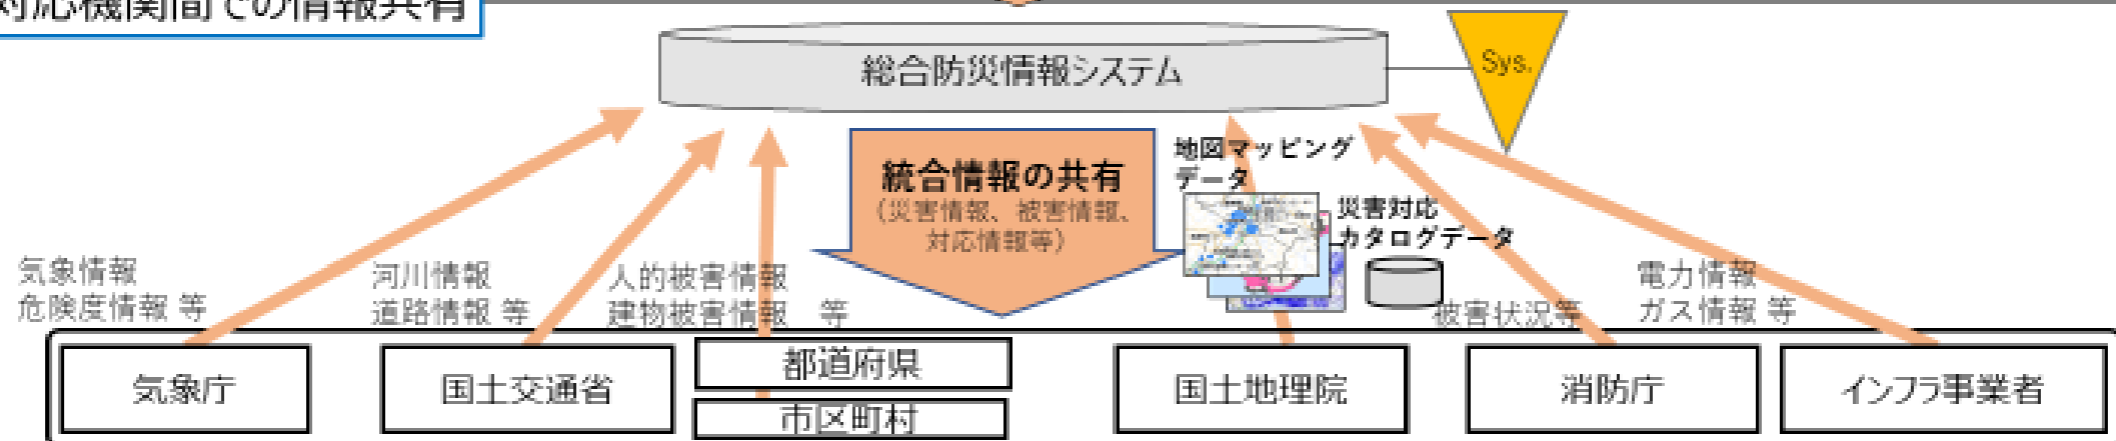 対応機関間での情報共有
総合防災情報システム
Sys.
統合情報の共有
（災害情報、被害情報、
対応情報等）
地図マッピング
データ
災害対応
カタログデータ
気象情報
危険度情報 等
河川情報
道路情報 等
人的被害情報
建物被害情報 等
被害状況等
電力情報
ガス情報 等
気象庁
国土交通省
都道府県
市区町村
国土地理院
消防庁
インフラ事業者